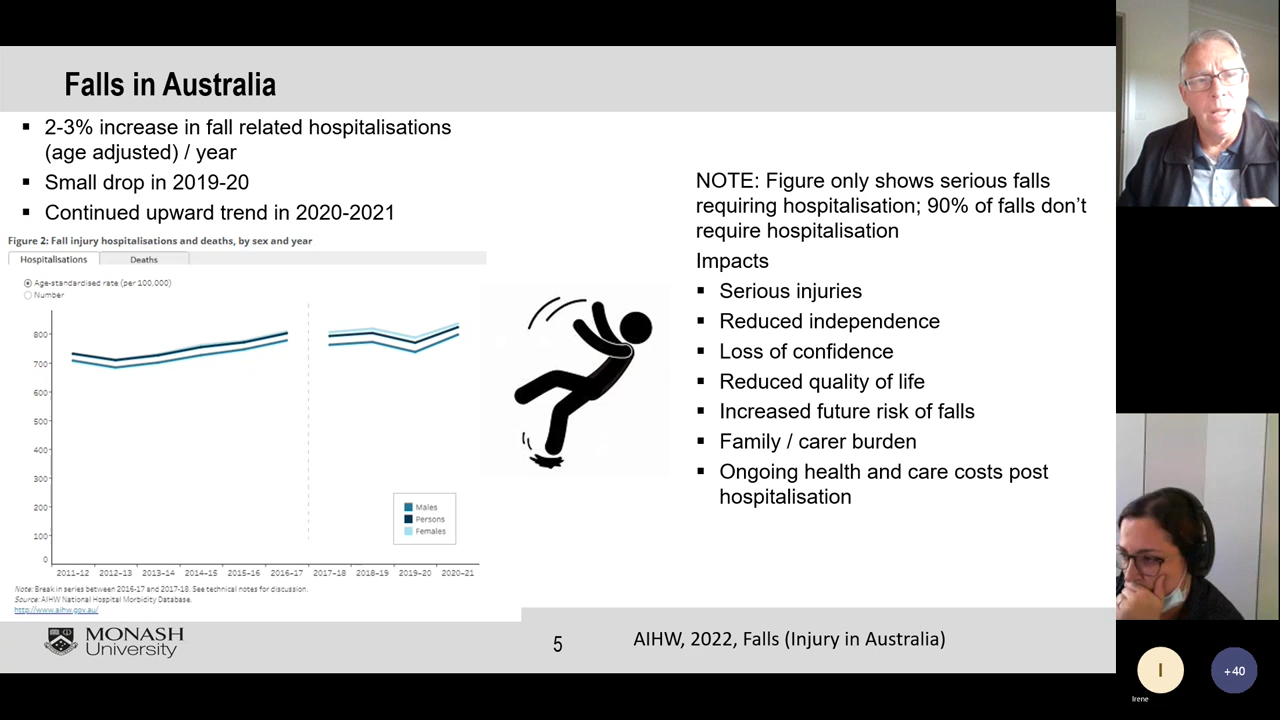 Falls in Australia
▪ 2-3% increase in fall related hospitalisations
(age adjusted) / year
▪ Small drop in 2019-20
▪ Continued upward trend in 2020-2021
Figure 2: Fall injury hospitalisations and deaths, by sex and year
Hospitalisations Deaths
Age-standardised rate (per 100,000)
Number
800
700
600
500
400
300
200
100
0
Males
Persons
Females
2011–12 2012–13 2013–14 2014–15 2015–16 2016–17 2017–18 2018–19 2019–20 2020–21
Note: Break in series between 2016-17 and 2017-18. See technical notes for discussion.
Source: AIHW National Hospital Morbidity Database.
http://www.aihw.gov.au/
NOTE: Figure only shows serious falls
requiring hospitalisation; 90% of falls don't
require hospitalisation
Impacts
▪ Serious injuries
▪ Reduced independence
▪ Loss of confidence
▪ Reduced quality of life
▪ Increased future risk of falls
▪ Family / carer burden
▪ Ongoing health and care costs post
hospitalisation
MONASH
University
5
AIHW, 2022, Falls (Injury in Australia)
I
Irene
+40